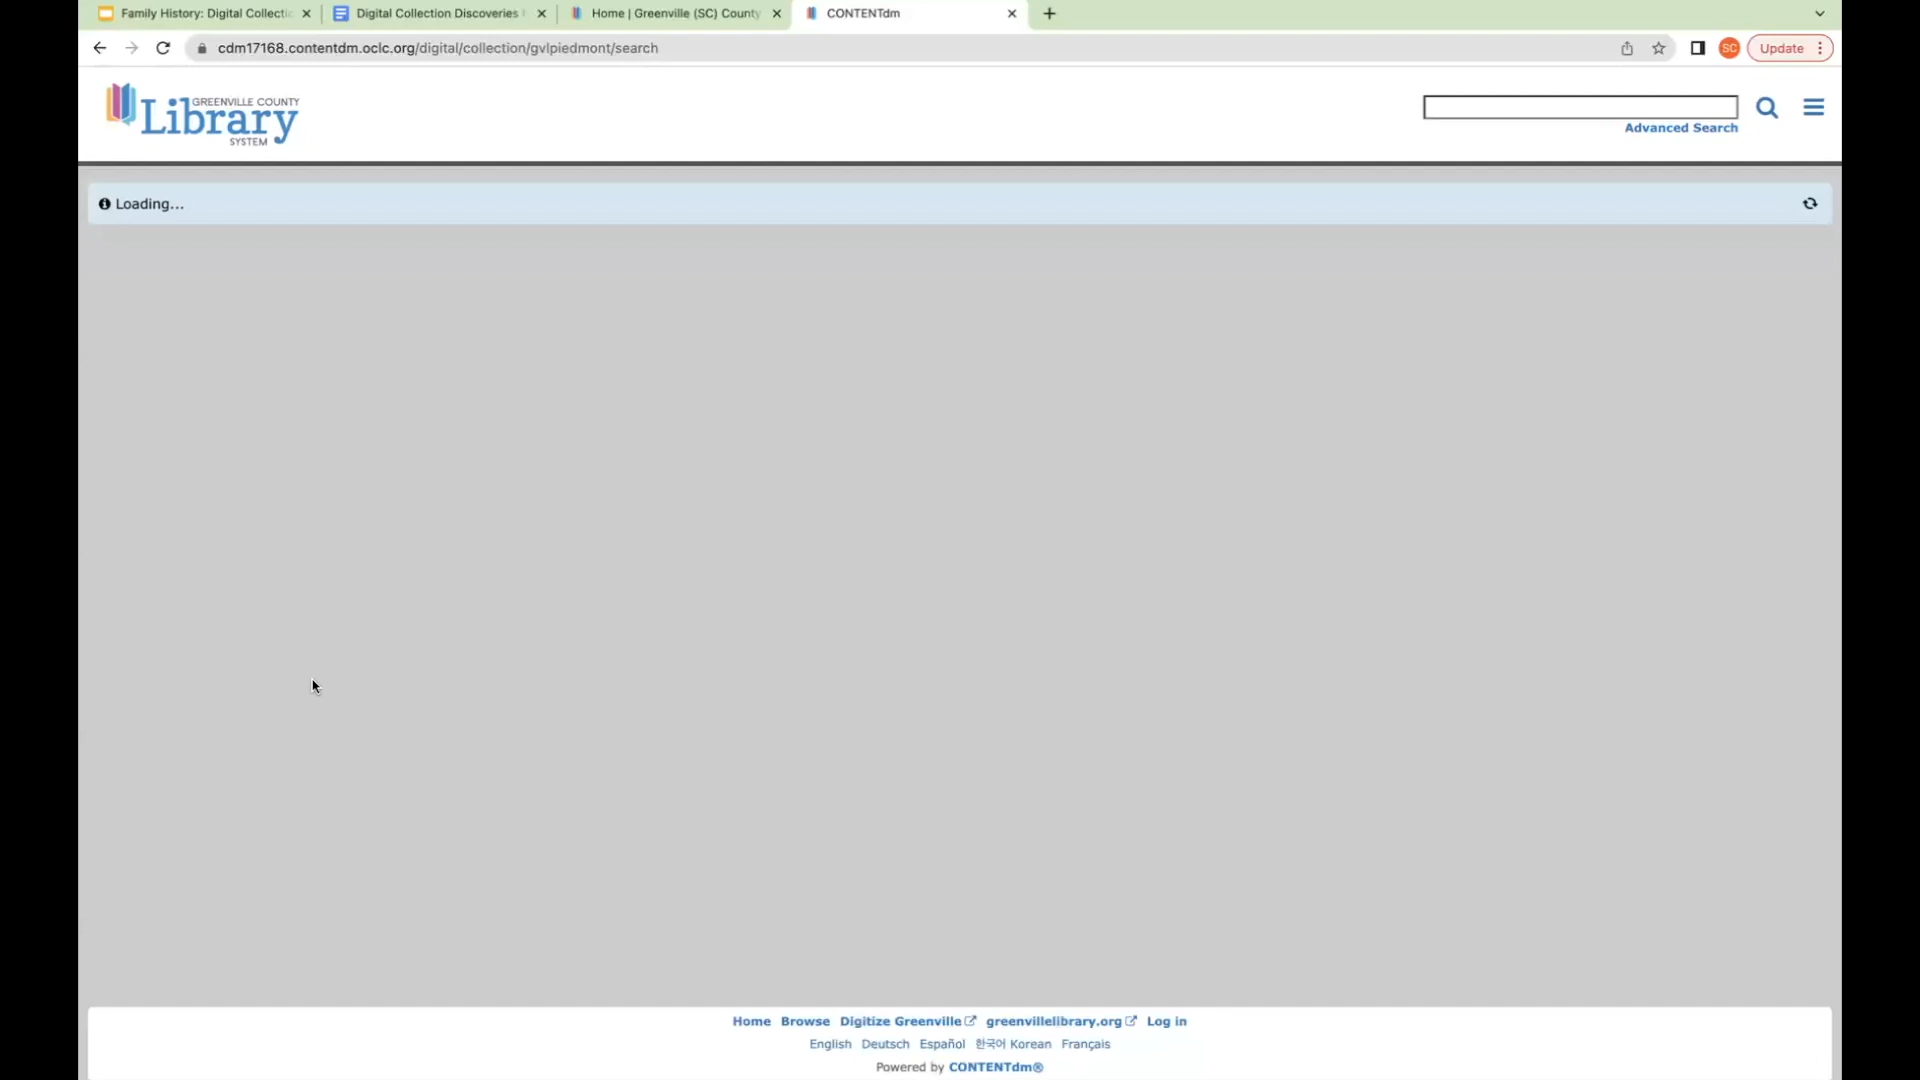 Family History: Digital Collecti
Digital Collection Discoveries
Home | Greenville (SC) County
CONTENTdm
cdm17168.contentdm.oclc.org/digital/collection/gvlpiedmont/search
SC
Update
GREENVILLE COUNTY
Library
SYSTEM
Advanced Search
Loading...
Home Browse Digitize Greenville greenvillelibrary.org Log in
English Deutsch Español 한국어 Korean Français
Powered by CONTENTdm®